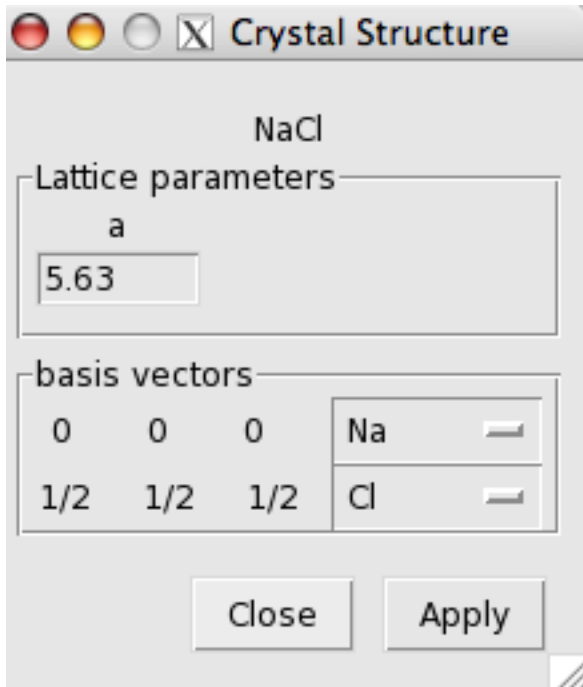 Crystal Structure
NaCl
Lattice parameters
a
5.63
basis vectors
0 0 0 Na
1/2 1/2 1/2 Cl
Close Apply